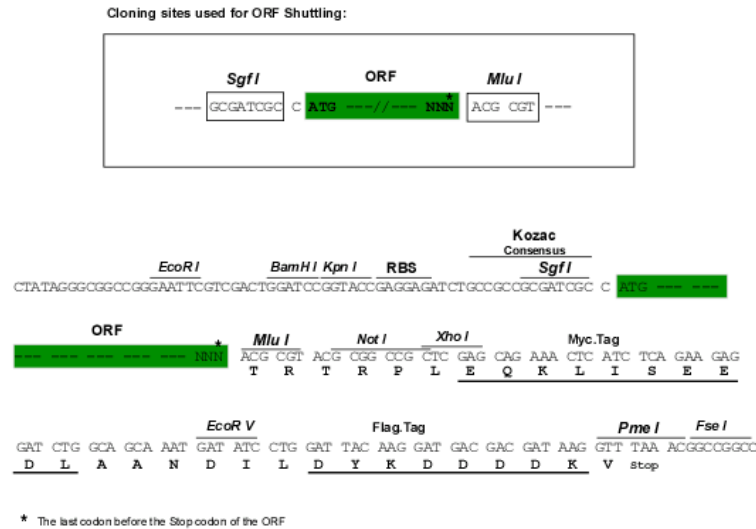 Cloning sites used for ORF Shuttling:
Sgf I ORF Mlu I
--- GCGATCGC C ATG ---//--- NNN* ACG CGT ---
Kozac
Consensus
EcoR I BamH I Kpn I RBS Sgf I
CTATAGGGCGGCCGGGAATTCGTCGACTGGATCCGGTACCGAGGAGATCTGCCGCCGCGATCGC C ATG --- ---
ORF
Mlu I Not I Xho I Myc.Tag
--- --- --- --- --- --- NNN* ACG CGT ACG CGG CCG CTC GAG CAG AAA CTC ATC TCA GAA GAG
T R T R P L E Q K L I S E E
EcoR V Flag.Tag Pme I Fse I
GAT CTG GCA GCA AAT GAT ATC CTG GAT TAC AAG GAT GAC GAC GAT AAG GTT TAA ACGGCCGGCC
D L A A N D I L D Y K D D D D K V Stop
* The last codon before the Stop codon of the ORF